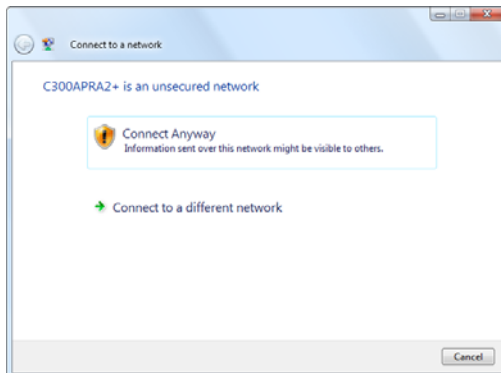 Connect to a network
C300APRA2+ is an unsecured network
Connect Anyway
Information sent over this network might be visible to others.
Connect to a different network
Cancel